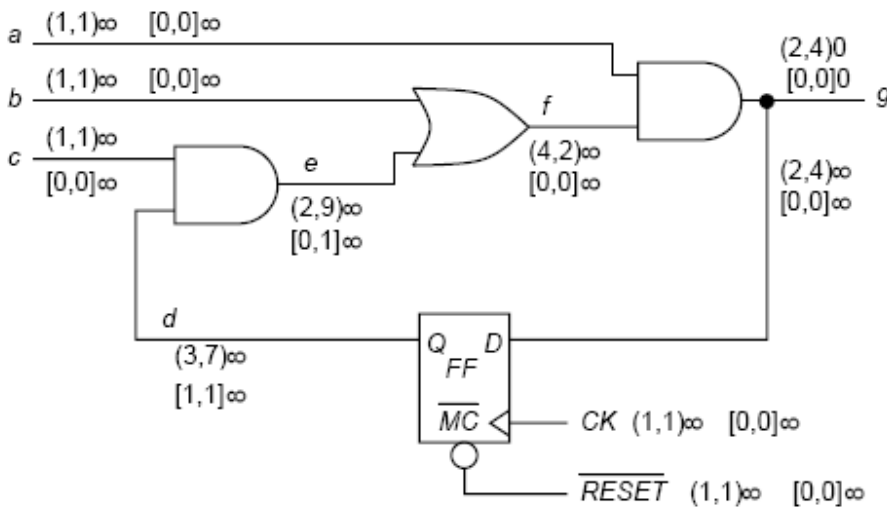 a (1,1)∞ [0,0]∞
(2,4)0
[0,0]0
b (1,1)∞ [0,0]∞
g
f
(1,1)∞
c
e
(4,2)∞
[0,0]∞
(2,4)∞
[0,0]∞
[0,0]∞
(2,9)∞
[0,1]∞
d
(3,7)∞
[1,1]∞
Q D
FF
MC
CK (1,1)∞ [0,0]∞
RESET (1,1)∞ [0,0]∞